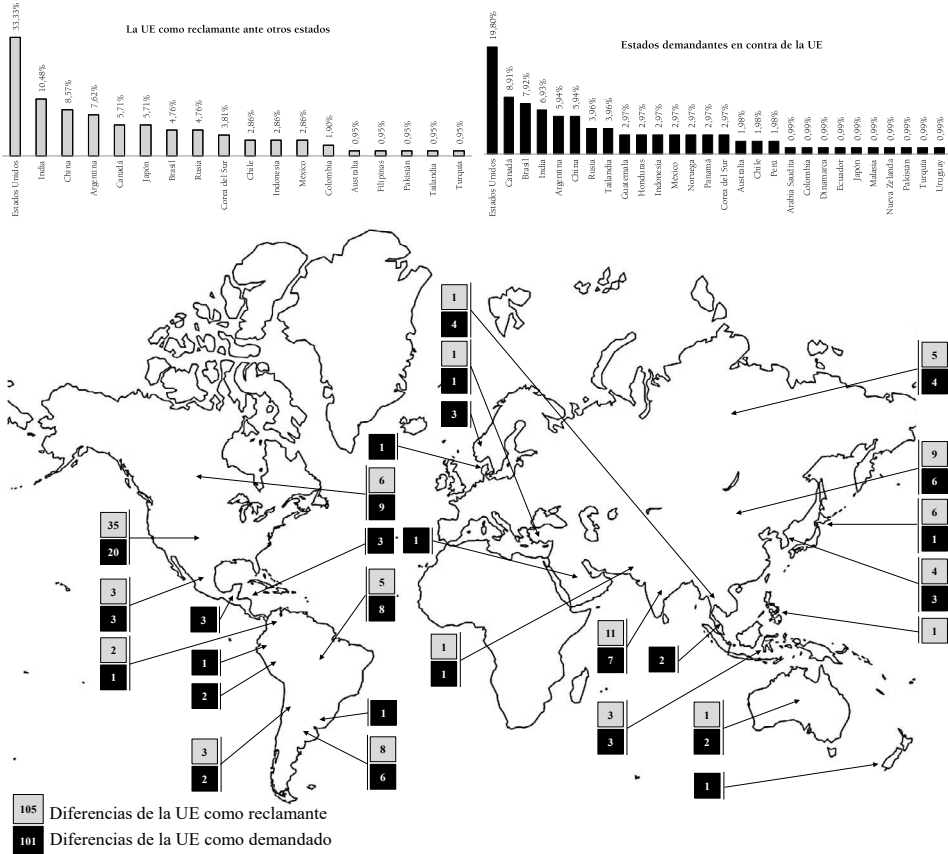 La UE como reclamante ante otros estados
33,33%
10,48%
8,57%
7,62%
5,71%
5,71%
4,76%
4,76%
3,81%
2,86%
2,86%
2,86%
1,90%
0,95%
0,95%
0,95%
0,95%
0,95%
Estados Unidos
India
China
Argentina
Canadá
Japón
Brasil
Rusia
Corea del Sur
Chile
Indonesia
México
Colombia
Australia
Filipinas
Pakistán
Tailandia
Turquía
Estados demandantes en contra de la UE
19,80%
8,91%
7,92%
6,93%
5,94%
5,94%
3,96%
3,96%
2,97%
2,97%
2,97%
2,97%
2,97%
2,97%
2,97%
1,98%
1,98%
1,98%
0,99%
0,99%
0,99%
0,99%
0,99%
0,99%
0,99%
0,99%
0,99%
0,99%
Estados Unidos
Canadá
Brasil
India
Argentina
China
Rusia
Tailandia
Guatemala
Honduras
Indonesia
México
Noruega
Panamá
Corea del Sur
Australia
Chile
Perú
Arabia Saudita
Colombia
Dinamarca
Ecuador
Japón
Malasia
Nueva Zelanda
Pakistán
Turquía
Uruguay
1
4
1
1
3
1
5
4
6
9
9
6
35
20
3
1
6
1
3
3
5
8
4
3
3
2
1
1
2
1
1
11
7
2
1
1
3
3
1
2
3
2
8
6
1
105 Diferencias de la UE como reclamante
101 Diferencias de la UE como demandado